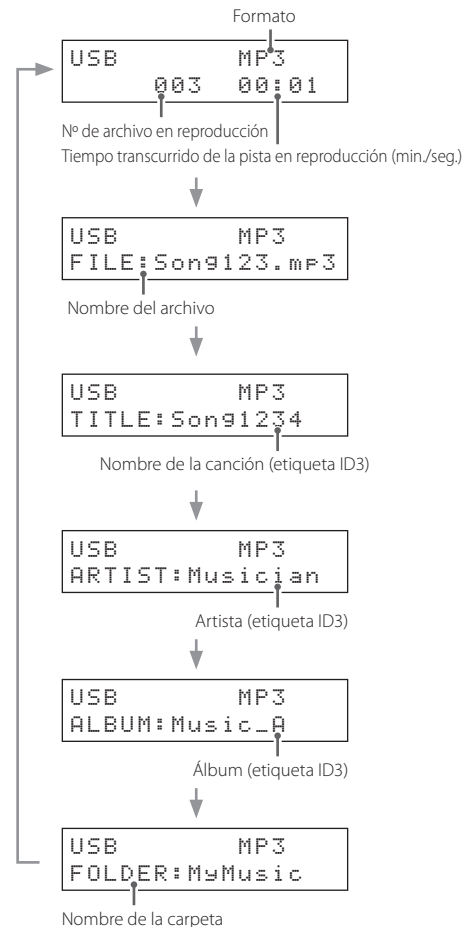 Formato
USB MP3
003 00:01
Nº de archivo en reproducción
Tiempo transcurrido de la pista en reproducción (min./seg.)
USB MP3
FILE:Song123.mp3
Nombre del archivo
USB MP3
TITLE:Song1234
Nombre de la canción (etiqueta ID3)
USB MP3
ARTIST:Musician
Artista (etiqueta ID3)
USB MP3
ALBUM:Music_A
Álbum (etiqueta ID3)
USB MP3
FOLDER:MyMusic
Nombre de la carpeta